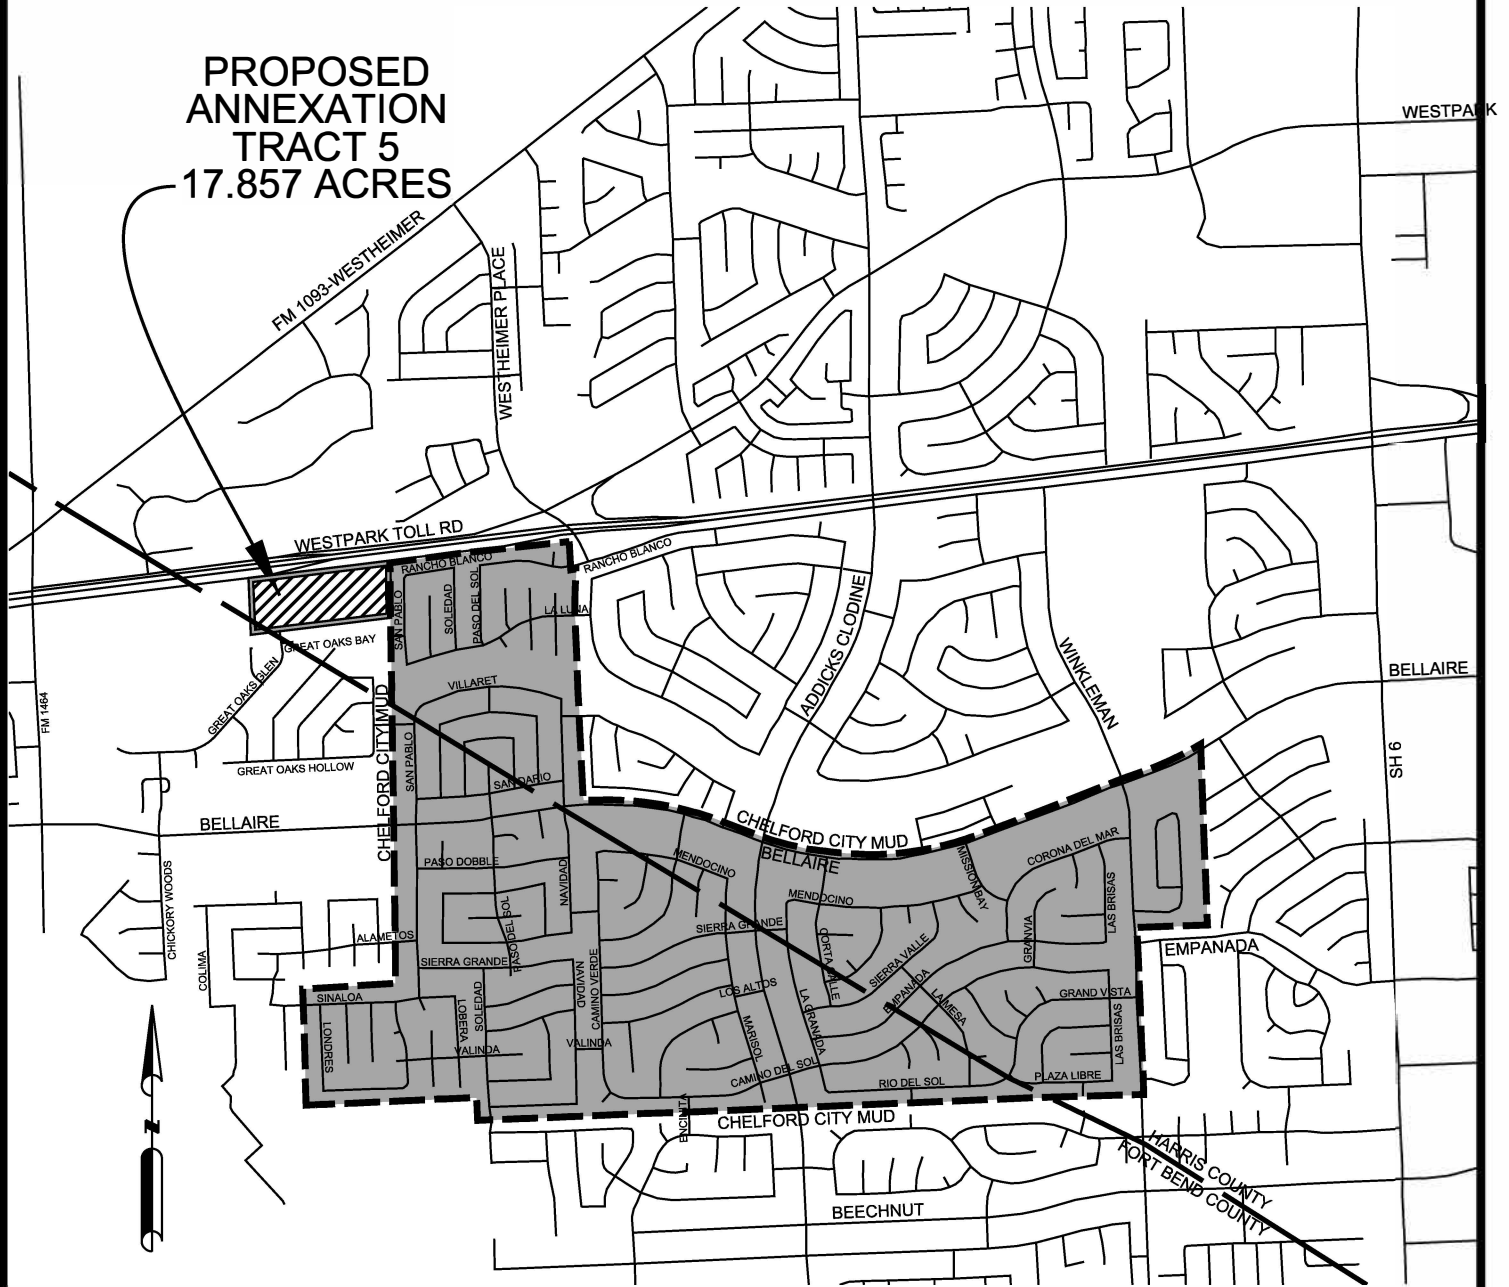 PROPOSED
ANNEXATION
TRACT 5
17.857 ACRES
WESTPARK
FM 1093-WESTHEIMER
WESTHEIMER PLACE
WESTPARK TOLL RD
RANCHO BLANCO
RANCHO BLANCO
SAN PABLO
SOLEDAD
PASO DEL SOL
LA LUNA
GREAT OAKS BAY
GREAT OAKS GLEN
ADDICKS CLODINE
WINKLEMAN
BELLAIRE
FM 1464
VILLARET
CHELFORD CITY MUD
SAN PABLO
SAN DARIO
SH 6
GREAT OAKS HOLLOW
BELLAIRE
CHELFORD CITY MUD
BELLAIRE
CORONA DEL MAR
MISSION BAY
PASO DOBBLE
NAVIDAD
MENDOCINO
MENDOCINO
LAS BRISAS
CHICKORY WOODS
PASO DEL SOL
SIERRA GRANDE
GRANVIA
ALAMETOS
CORTA CALLE
SIERRA VALLE
EMPANADA
EMPANADA
COLIMA
SIERRA GRANDE
NAVIDAD
CAMINO VERDE
LOS ALTOS
LA GRANADA
LA MESA
GRAND VISTA
SINALOA
LOBERA
SOLEDAD
LONDRES
VALINDA
VALINDA
MARISOL
CAMINO DEL SOL
RIO DEL SOL
PLAZA LIBRE
LAS BRISAS
ENCINITA
CHELFORD CITY MUD
N
HARRIS COUNTY
FORT BEND COUNTY
BEECHNUT